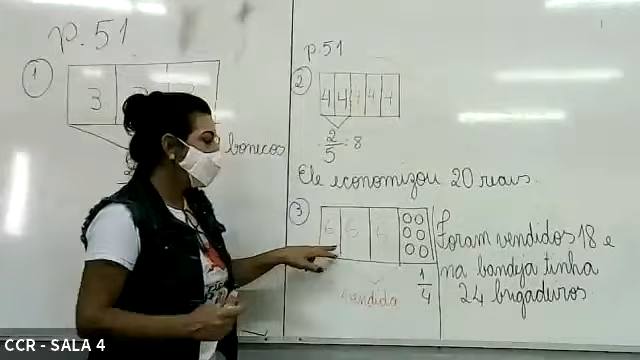 p.51
1
3
bonecos
p.51
2
4 4 4 4 4
2/5 = 8
Ele economizou 20 reais.
3
6 6 6
vendido
1/4
Foram vendidos 18 e
na bandeja tinha
24 brigadeiros
CCR - SALA 4